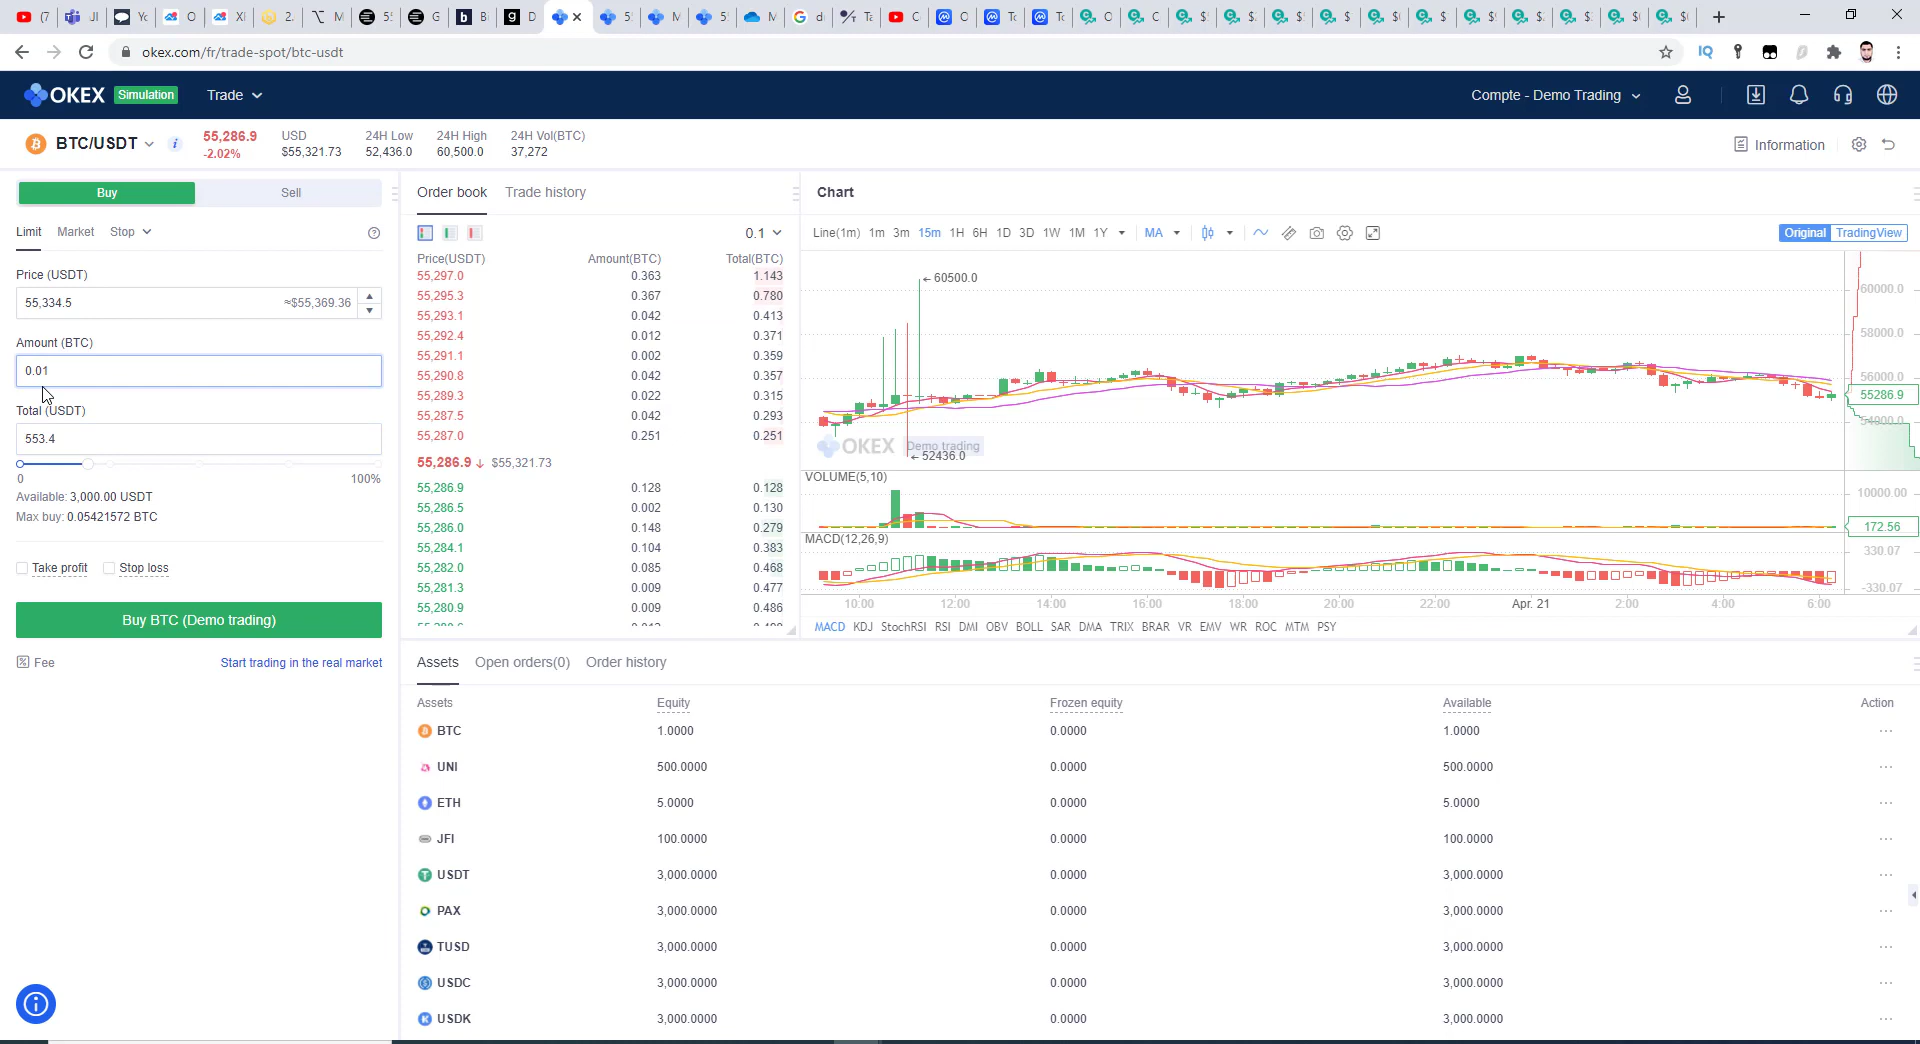 okex.com/fr/trade-spot/btc-usdt
IQ
OKEX Simulation Trade
Compte - Demo Trading
BTC/USDT
55,286.9
-2.02%
USD
$55,321.73
24H Low
52,436.0
24H High
60,500.0
24H Vol(BTC)
37,272
Information
Buy Sell
Limit Market Stop
Price (USDT)
55,334.5 ≈$55,369.36
Amount (BTC)
0.01
Total (USDT)
553.4
0 100%
Available: 3,000.00 USDT
Max buy: 0.05421572 BTC
Take profit Stop loss
Buy BTC (Demo trading)
Fee Start trading in the real market
Order book Trade history
0.1
Price(USDT) Amount(BTC) Total(BTC)
55,297.0 0.363 1.143
55,295.3 0.367 0.780
55,293.1 0.042 0.413
55,292.4 0.012 0.371
55,291.1 0.002 0.359
55,290.8 0.042 0.357
55,289.3 0.022 0.315
55,287.5 0.042 0.293
55,287.0 0.251 0.251
55,286.9 ↓ $55,321.73
55,286.9 0.128 0.128
55,286.5 0.002 0.130
55,286.0 0.148 0.279
55,284.1 0.104 0.383
55,282.0 0.085 0.468
55,281.3 0.009 0.477
55,280.9 0.009 0.486
Chart
Line(1m) 1m 3m 15m 1H 6H 1D 3D 1W 1M 1Y MA
Original TradingView
← 60500.0
60000.0
58000.0
56000.0
55286.9
54000.0
OKEX Demo trading
← 52436.0
VOLUME(5,10)
10000.00
172.56
MACD(12,26,9)
330.07
-330.07
10:00 12:00 14:00 16:00 18:00 20:00 22:00 Apr. 21 2:00 4:00 6:00
MACD KDJ StochRSI RSI DMI OBV BOLL SAR DMA TRIX BRAR VR EMV WR ROC MTM PSY
Assets Open orders(0) Order history
Assets Equity Frozen equity Available Action
BTC 1.0000 0.0000 1.0000 ...
UNI 500.0000 0.0000 500.0000 ...
ETH 5.0000 0.0000 5.0000 ...
JFI 100.0000 0.0000 100.0000 ...
USDT 3,000.0000 0.0000 3,000.0000 ...
PAX 3,000.0000 0.0000 3,000.0000 ...
TUSD 3,000.0000 0.0000 3,000.0000 ...
USDC 3,000.0000 0.0000 3,000.0000 ...
USDK 3,000.0000 0.0000 3,000.0000 ...